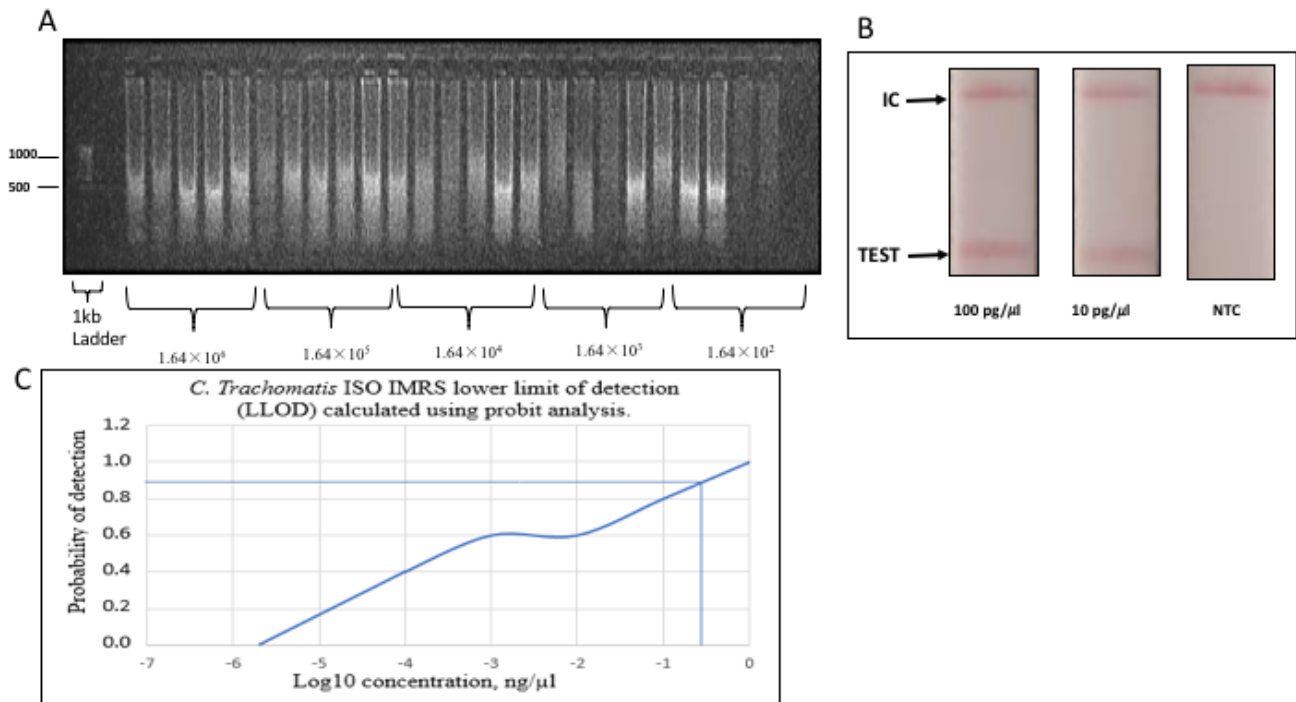 A
1000
500
1kb
Ladder
1.64×10⁶
1.64×10⁵
1.64×10⁴
1.64×10³
1.64×10²
B
IC
TEST
100 pg/µl
10 pg/µl
NTC
C
C. Trachomatis ISO IMRS lower limit of detection
(LLOD) calculated using probit analysis.
Probability of detection
1.2
1.0
0.8
0.6
0.4
0.2
0.0
-7 -6 -5 -4 -3 -2 -1 0
Log10 concentration, ng/µl